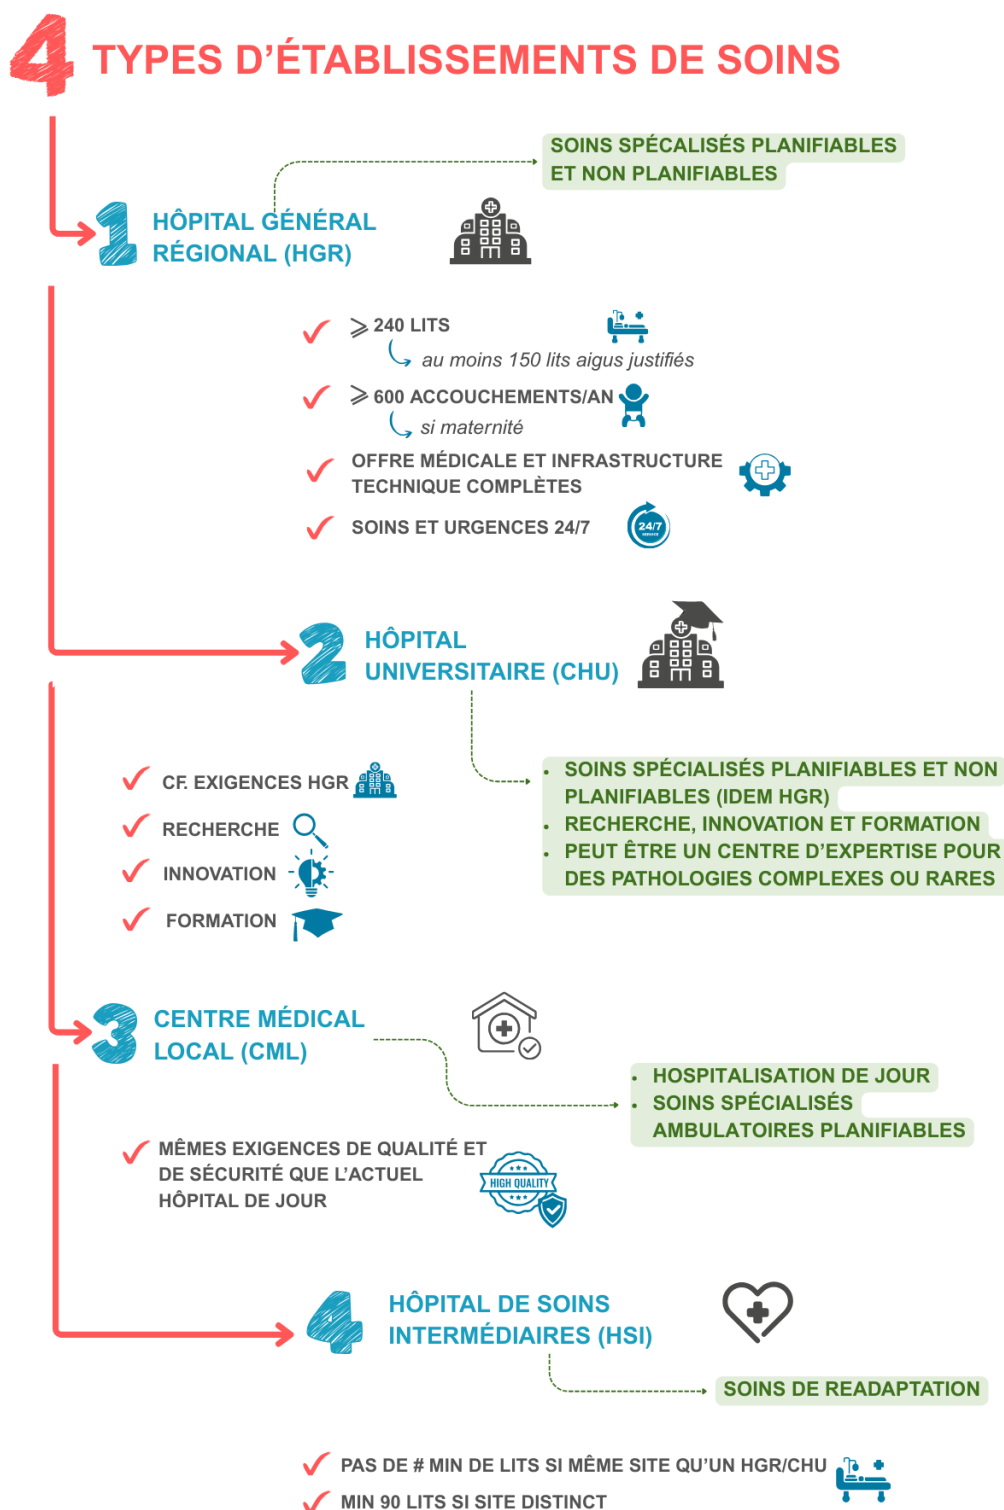 4 TYPES D'ÉTABLISSEMENTS DE SOINS
SOINS SPÉCALISÉS PLANIFIABLES
ET NON PLANIFIABLES
1 HÔPITAL GÉNÉRAL
RÉGIONAL (HGR)
⩾ 240 LITS
au moins 150 lits aigus justifiés
⩾ 600 ACCOUCHEMENTS/AN
si maternité
OFFRE MÉDICALE ET INFRASTRUCTURE
TECHNIQUE COMPLÈTES
SOINS ET URGENCES 24/7
24/7
SERVICE
2 HÔPITAL
UNIVERSITAIRE (CHU)
CF. EXIGENCES HGR
RECHERCHE
INNOVATION
FORMATION
• SOINS SPÉCIALISÉS PLANIFIABLES ET NON
PLANIFIABLES (IDEM HGR)
• RECHERCHE, INNOVATION ET FORMATION
• PEUT ÊTRE UN CENTRE D'EXPERTISE POUR
DES PATHOLOGIES COMPLEXES OU RARES
3 CENTRE MÉDICAL
LOCAL (CML)
• HOSPITALISATION DE JOUR
• SOINS SPÉCIALISÉS
AMBULATOIRES PLANIFIABLES
MÊMES EXIGENCES DE QUALITÉ ET
DE SÉCURITÉ QUE L'ACTUEL
HÔPITAL DE JOUR
HIGH QUALITY
4 HÔPITAL DE SOINS
INTERMÉDIAIRES (HSI)
SOINS DE READAPTATION
PAS DE # MIN DE LITS SI MÊME SITE QU'UN HGR/CHU
MIN 90 LITS SI SITE DISTINCT